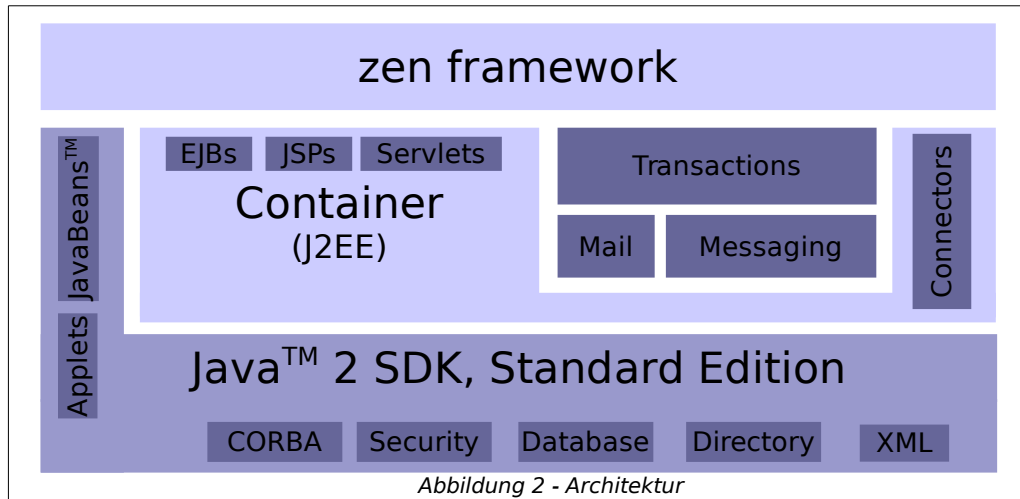 zen framework
JavaBeans™
Applets
EJBs
JSPs
Servlets
Container
(J2EE)
Transactions
Mail
Messaging
Connectors
Java™ 2 SDK, Standard Edition
CORBA
Security
Database
Directory
XML
Abbildung 2 - Architektur